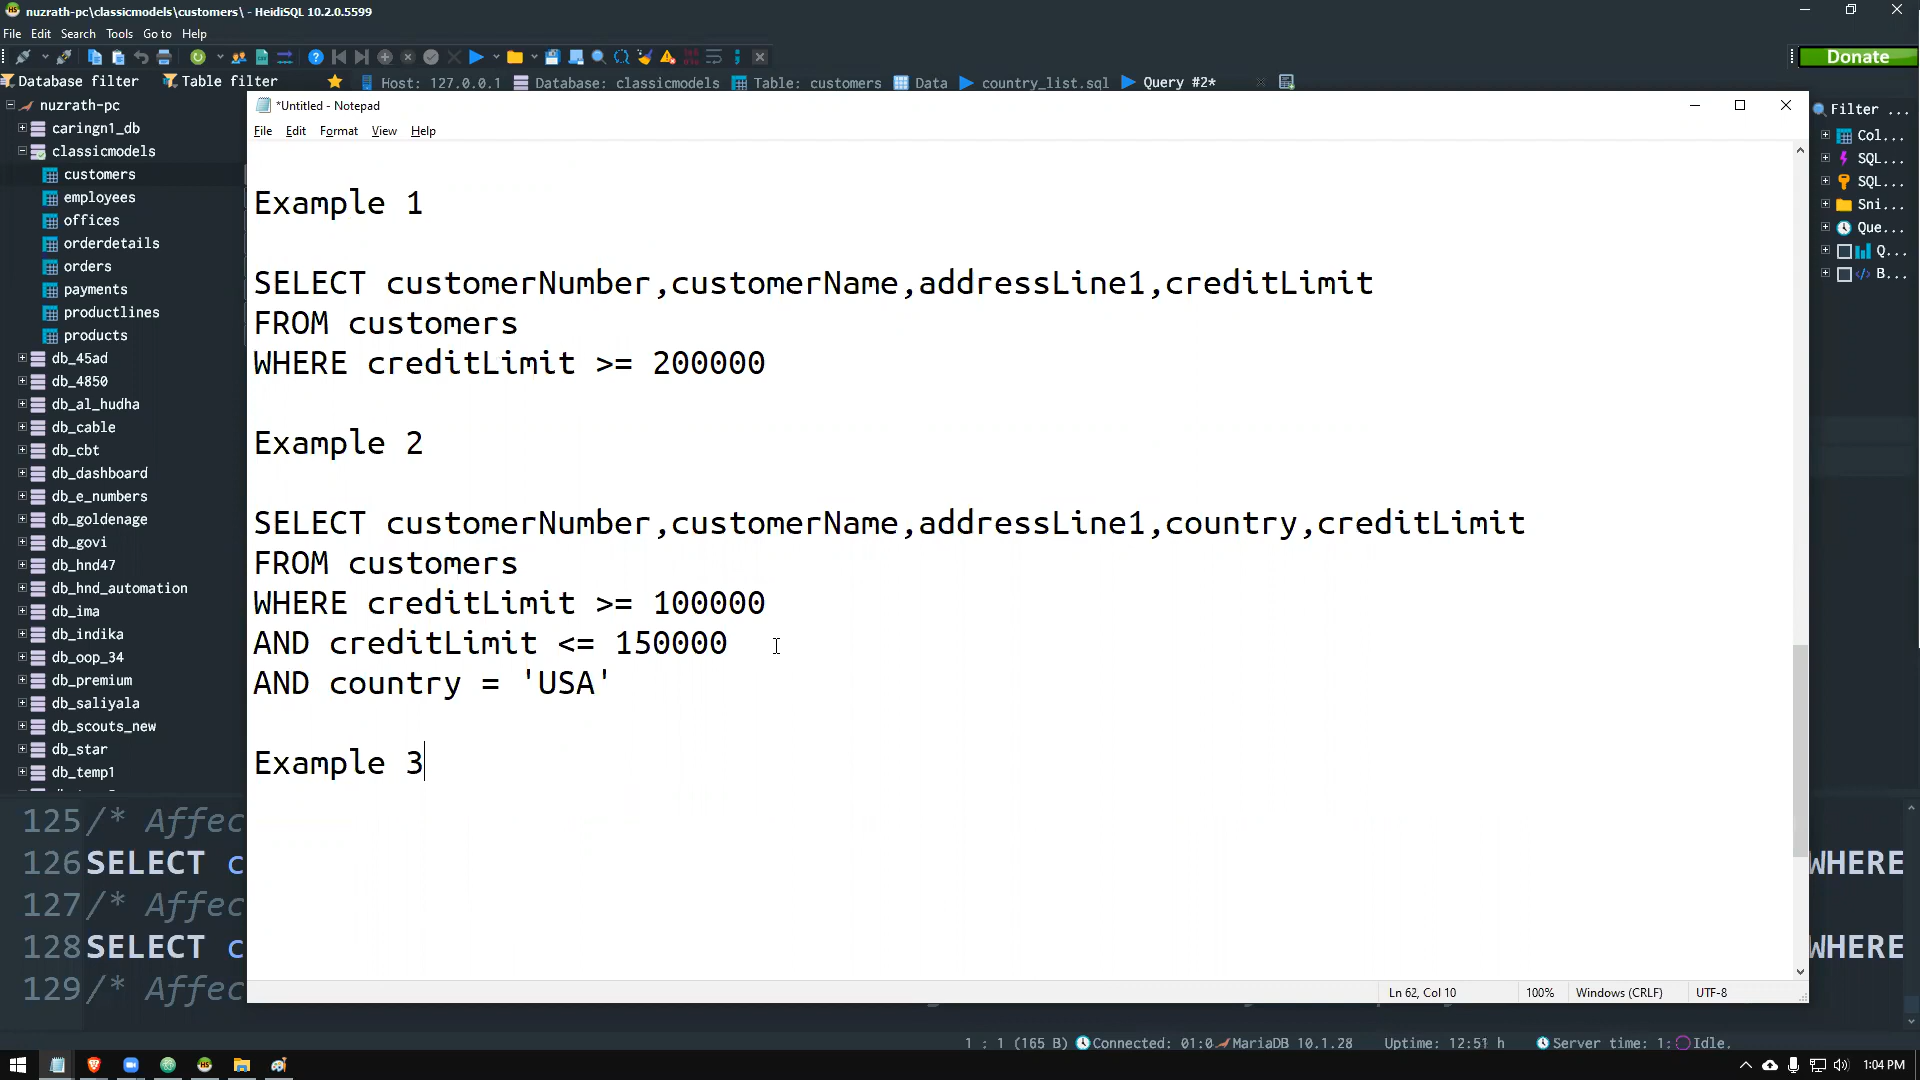 nuzrath-pc\classicmodels\customers\ - HeidiSQL 10.2.0.5599
File Edit Search Tools Go to Help
Donate
Database filter Table filter Host: 127.0.0.1 Database: classicmodels Table: customers Data country_list.sql Query #2*
nuzrath-pc
caringn1_db
classicmodels
customers
employees
offices
orderdetails
orders
payments
productlines
products
db_45ad
db_4850
db_al_hudha
db_cable
db_cbt
db_dashboard
db_e_numbers
db_goldenage
db_govi
db_hnd47
db_hnd_automation
db_ima
db_indika
db_oop_34
db_premium
db_saliyala
db_scouts_new
db_star
db_temp1
*Untitled - Notepad
File Edit Format View Help
Example 1
SELECT customerNumber,customerName,addressLine1,creditLimit
FROM customers
WHERE creditLimit >= 200000
Example 2
SELECT customerNumber,customerName,addressLine1,country,creditLimit
FROM customers
WHERE creditLimit >= 100000
AND creditLimit <= 150000
AND country = 'USA'
Example 3
Ln 62, Col 10 100% Windows (CRLF) UTF-8
Filter ...
Col...
SQL...
SQL...
Sni...
Que...
Q...
B...
125 /* Affec
126 SELECT c WHERE
127 /* Affec
128 SELECT c WHERE
129 /* Affec
1 : 1 (165 B) Connected: 01:0 MariaDB 10.1.28 Uptime: 12:51 h Server time: 1: Idle.
1:04 PM